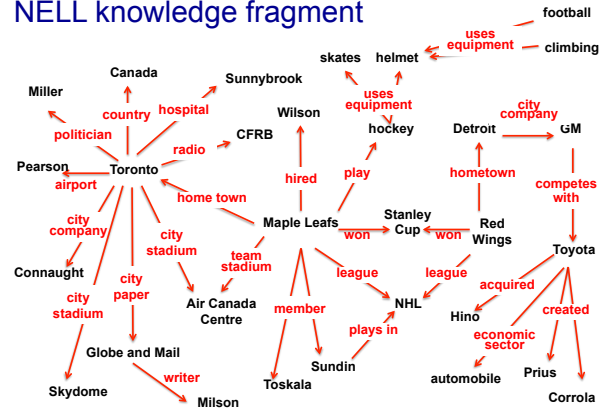 NELL knowledge fragment
football
uses
equipment
climbing
skates
helmet
Canada
Sunnybrook
Miller
uses
equipment
city
company
country
hospital
Wilson
politician
CFRB
hockey
Detroit
GM
radio
Pearson
Toronto
airport
hired
play
hometown
competes
with
home town
city
company
city
stadium
Maple Leafs
Stanley
Cup
won
won
Red
Wings
team
stadium
Toyota
Connaught
city
stadium
city
paper
league
league
acquired
Air Canada
Centre
member
NHL
Hino
created
plays in
economic
sector
Globe and Mail
Sundin
writer
automobile
Prius
Skydome
Milson
Toskala
Corrola